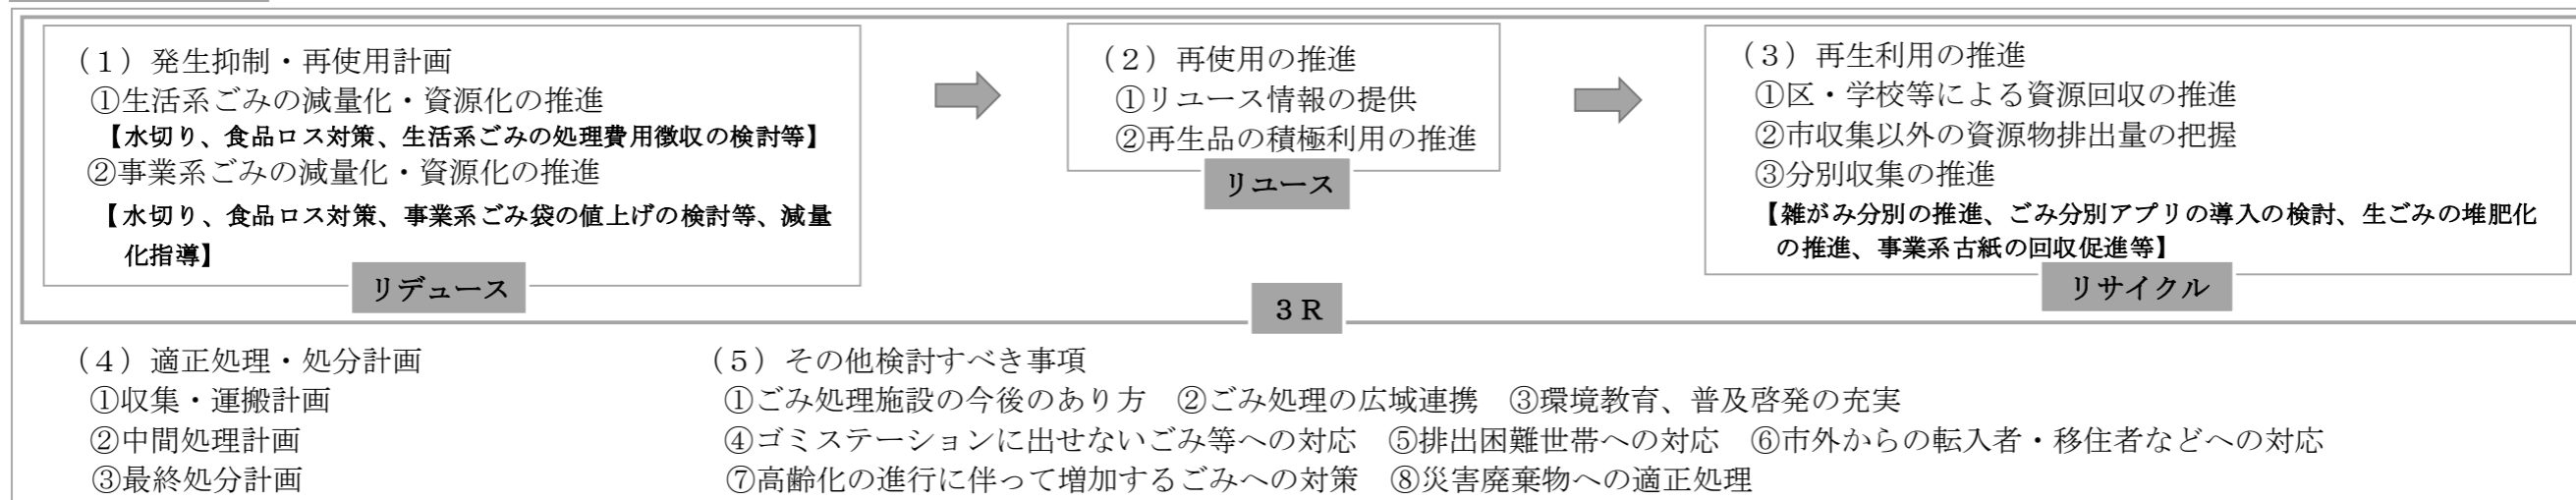 （１）発生抑制・再使用計画
①生活系ごみの減量化・資源化の推進
【水切り、食品ロス対策、生活系ごみの処理費用徴収の検討等】
②事業系ごみの減量化・資源化の推進
【水切り、食品ロス対策、事業系ごみ袋の値上げの検討等、減量
化指導】
リデュース
（２）再使用の推進
①リユース情報の提供
②再生品の積極利用の推進
リユース
（３）再生利用の推進
①区・学校等による資源回収の推進
②市収集以外の資源物排出量の把握
③分別収集の推進
【雑がみ分別の推進、ごみ分別アプリの導入の検討、生ごみの堆肥化
の推進、事業系古紙の回収促進等】
リサイクル
３Ｒ
（４）適正処理・処分計画
①収集・運搬計画
②中間処理計画
③最終処分計画
（５）その他検討すべき事項
①ごみ処理施設の今後のあり方　②ごみ処理の広域連携　③環境教育、普及啓発の充実
④ゴミステーションに出せないごみ等への対応　⑤排出困難世帯への対応　⑥市外からの転入者・移住者などへの対応
⑦高齢化の進行に伴って増加するごみへの対策　⑧災害廃棄物への適正処理